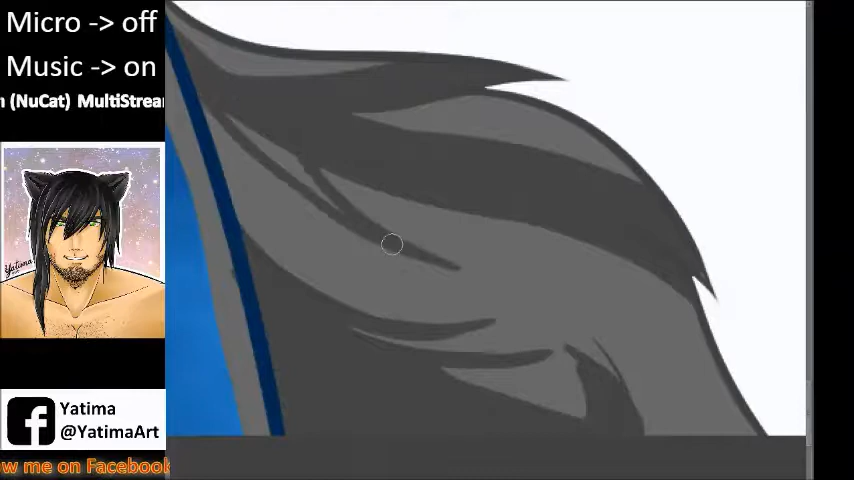 Micro -> off
Music -> on
(NuCat) MultiStrea
Yatima
Yatima
@YatimaArt
w me on Facebook